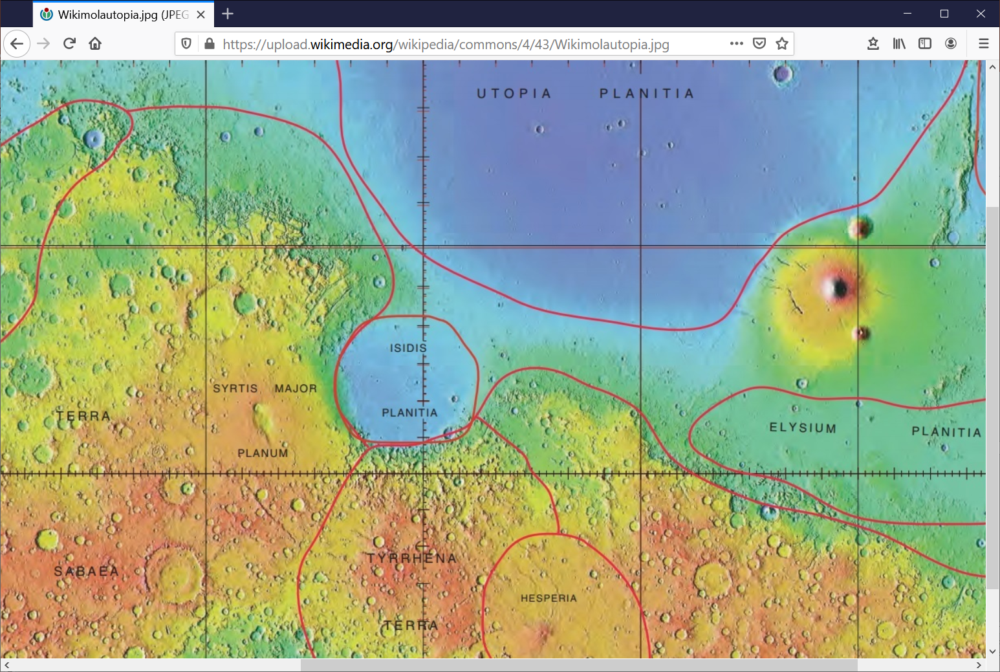 Wikimolautopia.jpg (JPEG
https://upload.wikimedia.org/wikipedia/commons/4/43/Wikimolautopia.jpg
UTOPIA PLANITIA
ISIDIS
SYRTIS MAJOR
PLANITIA
TERRA
ELYSIUM PLANITIA
PLANUM
TYRRHENA
SABAEA
HESPERIA
TERRA